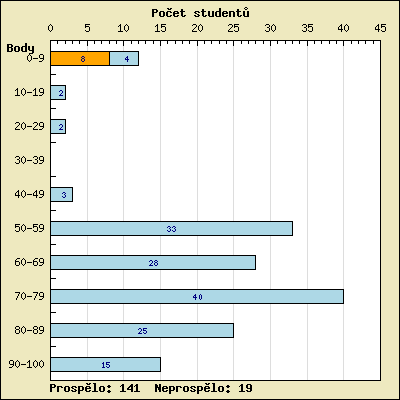 Počet studentů
0 5 10 15 20 25 30 35 40 45
Body
0-9 8 4
10-19 2
20-29 2
30-39
40-49 3
50-59 33
60-69 28
70-79 40
80-89 25
90-100 15
Prospělo: 141 Neprospělo: 19